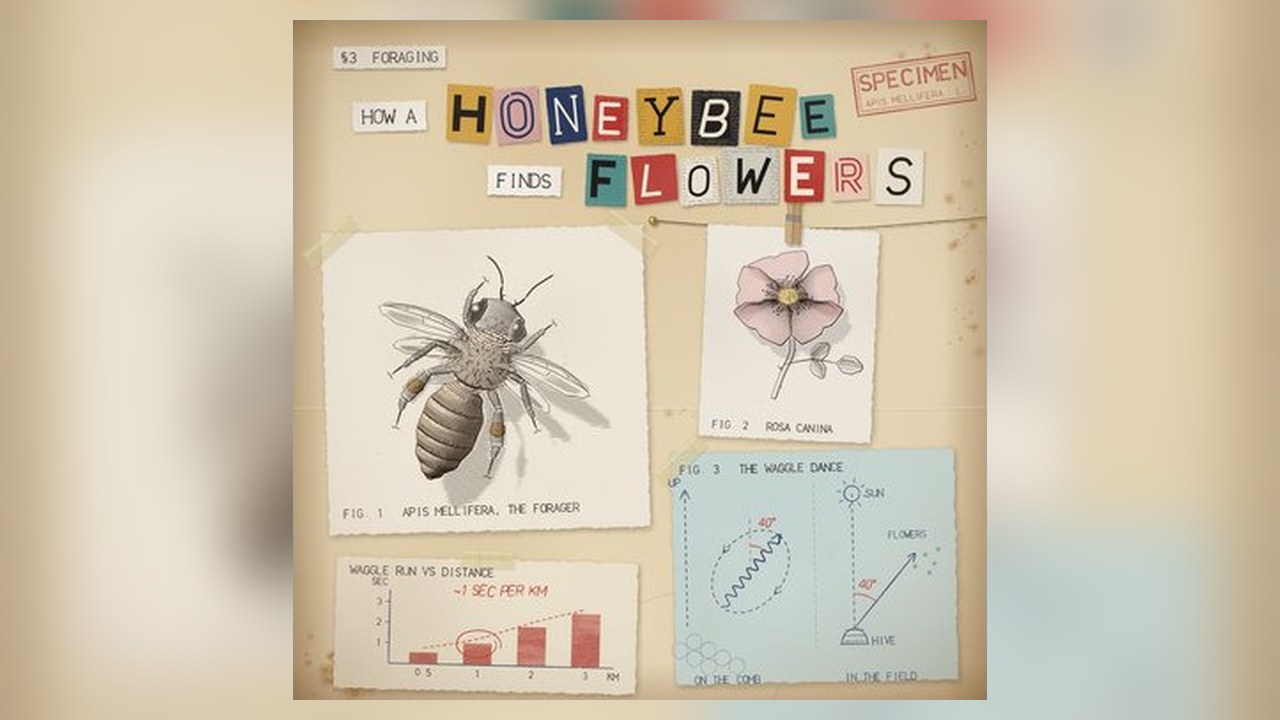 §3 FORAGING
SPECIMEN
APIS MELLIFERA L.
HOW A HONEYBEE
FINDS FLOWERS
FIG. 1 APIS MELLIFERA, THE FORAGER
FIG. 2 ROSA CANINA
FIG. 3 THE WAGGLE DANCE
UP
40°
SUN
FLOWERS
40°
HIVE
ON THE COMB
IN THE FIELD
WAGGLE RUN VS DISTANCE
SEC
~1 SEC PER KM
3
2
1
0.5 1 2 3 KM